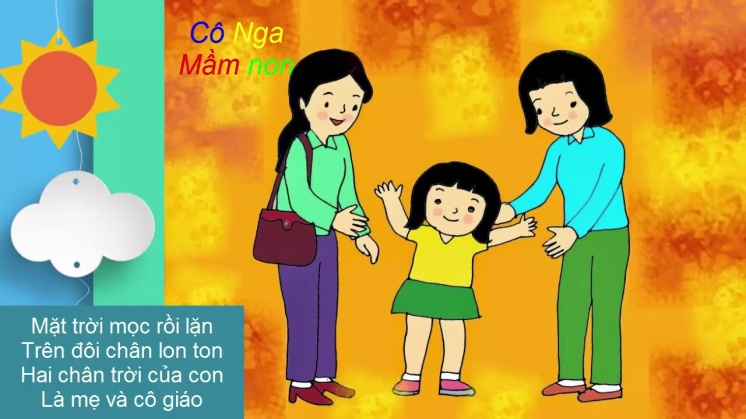 Cô Nga
Mầm non
Mặt trời mọc rồi lặn
Trên đôi chân lon ton
Hai chân trời của con
Là mẹ và cô giáo